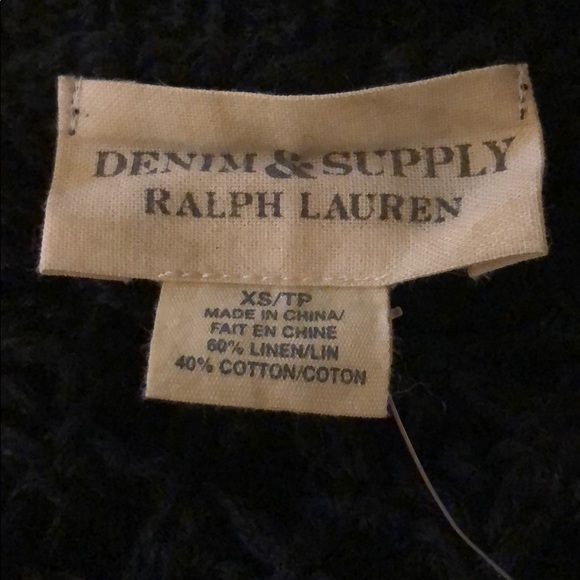 DENIM & SUPPLY
RALPH LAUREN
XS/TP
MADE IN CHINA/
FAIT EN CHINE
60% LINEN/LIN
40% COTTON/COTON